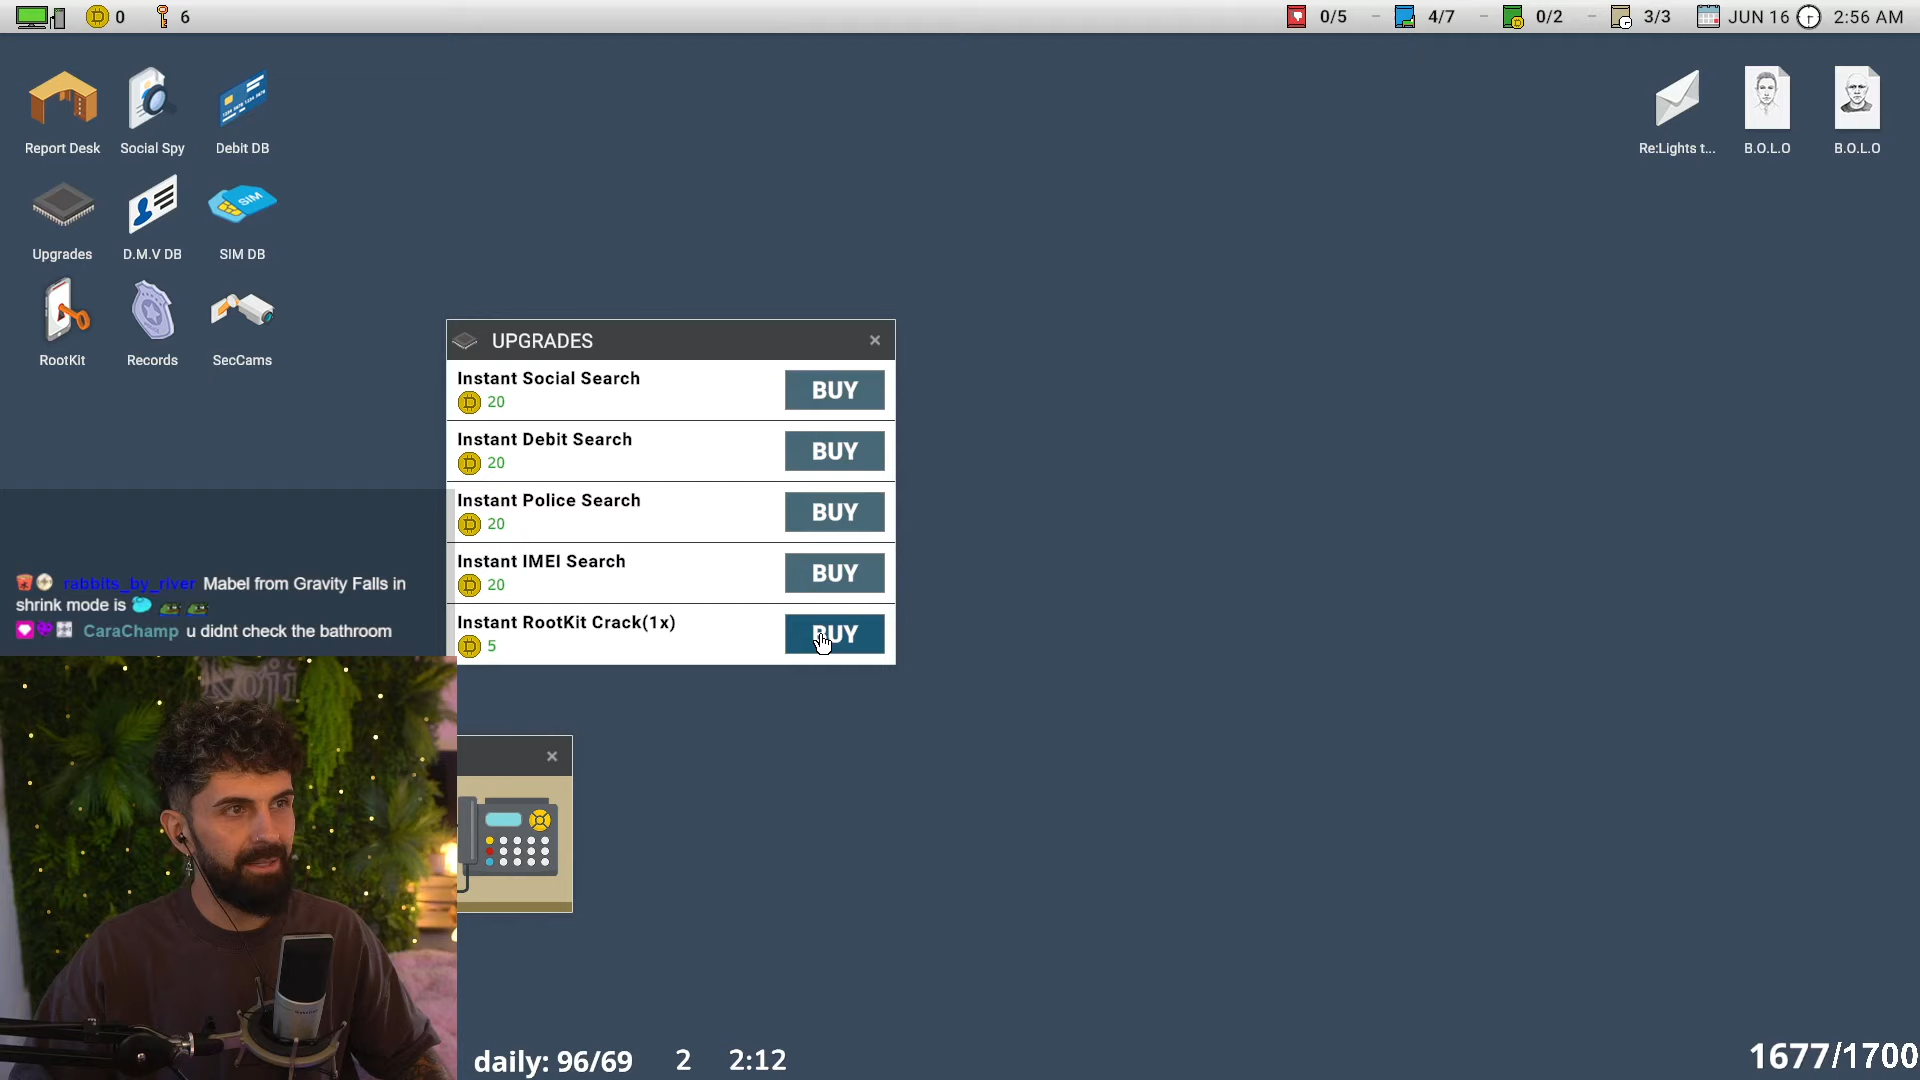 0
6
0/5
4/7
0/2
3/3
JUN 16
2:56 AM
Report Desk
Social Spy
Debit DB
Re:Lights t...
B.O.L.O
B.O.L.O
Upgrades
D.M.V DB
SIM
SIM DB
RootKit
Records
SecCams
UPGRADES
Instant Social Search
20
BUY
Instant Debit Search
20
BUY
Instant Police Search
20
BUY
Instant IMEI Search
20
BUY
Instant RootKit Crack(1x)
5
BUY
rabbits_by_river Mabel from Gravity Falls in
shrink mode is
CaraChamp u didnt check the bathroom
Koji
daily: 96/69
2
2:12
1677/1700